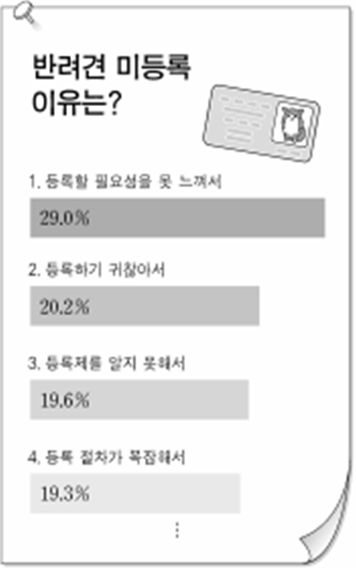 반려견 미등록
이유는?
1. 등록할 필요성을 못 느껴서
29.0%
2. 등록하기 귀찮아서
20.2%
3. 등록제를 알지 못해서
19.6%
4. 등록 절차가 복잡해서
19.3%
⋮